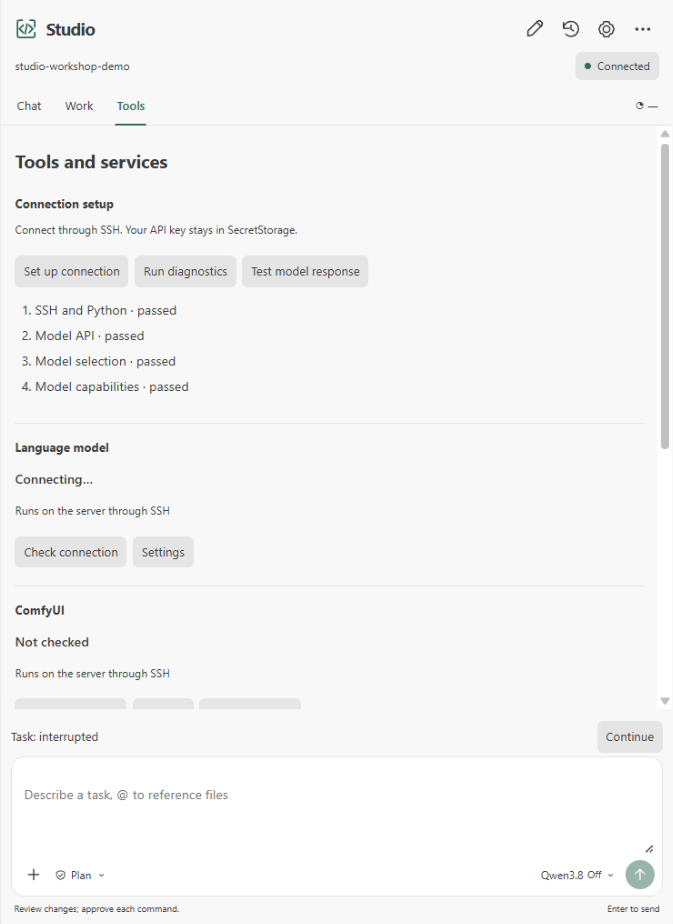 Studio
studio-workshop-demo
Connected
Chat Work Tools
Tools and services
Connection setup
Connect through SSH. Your API key stays in SecretStorage.
Set up connection Run diagnostics Test model response
1. SSH and Python · passed
2. Model API · passed
3. Model selection · passed
4. Model capabilities · passed
Language model
Connecting...
Runs on the server through SSH
Check connection Settings
ComfyUI
Not checked
Runs on the server through SSH
Task: interrupted Continue
Describe a task, @ to reference files
Plan Qwen3.8 Off
Review changes; approve each command. Enter to send